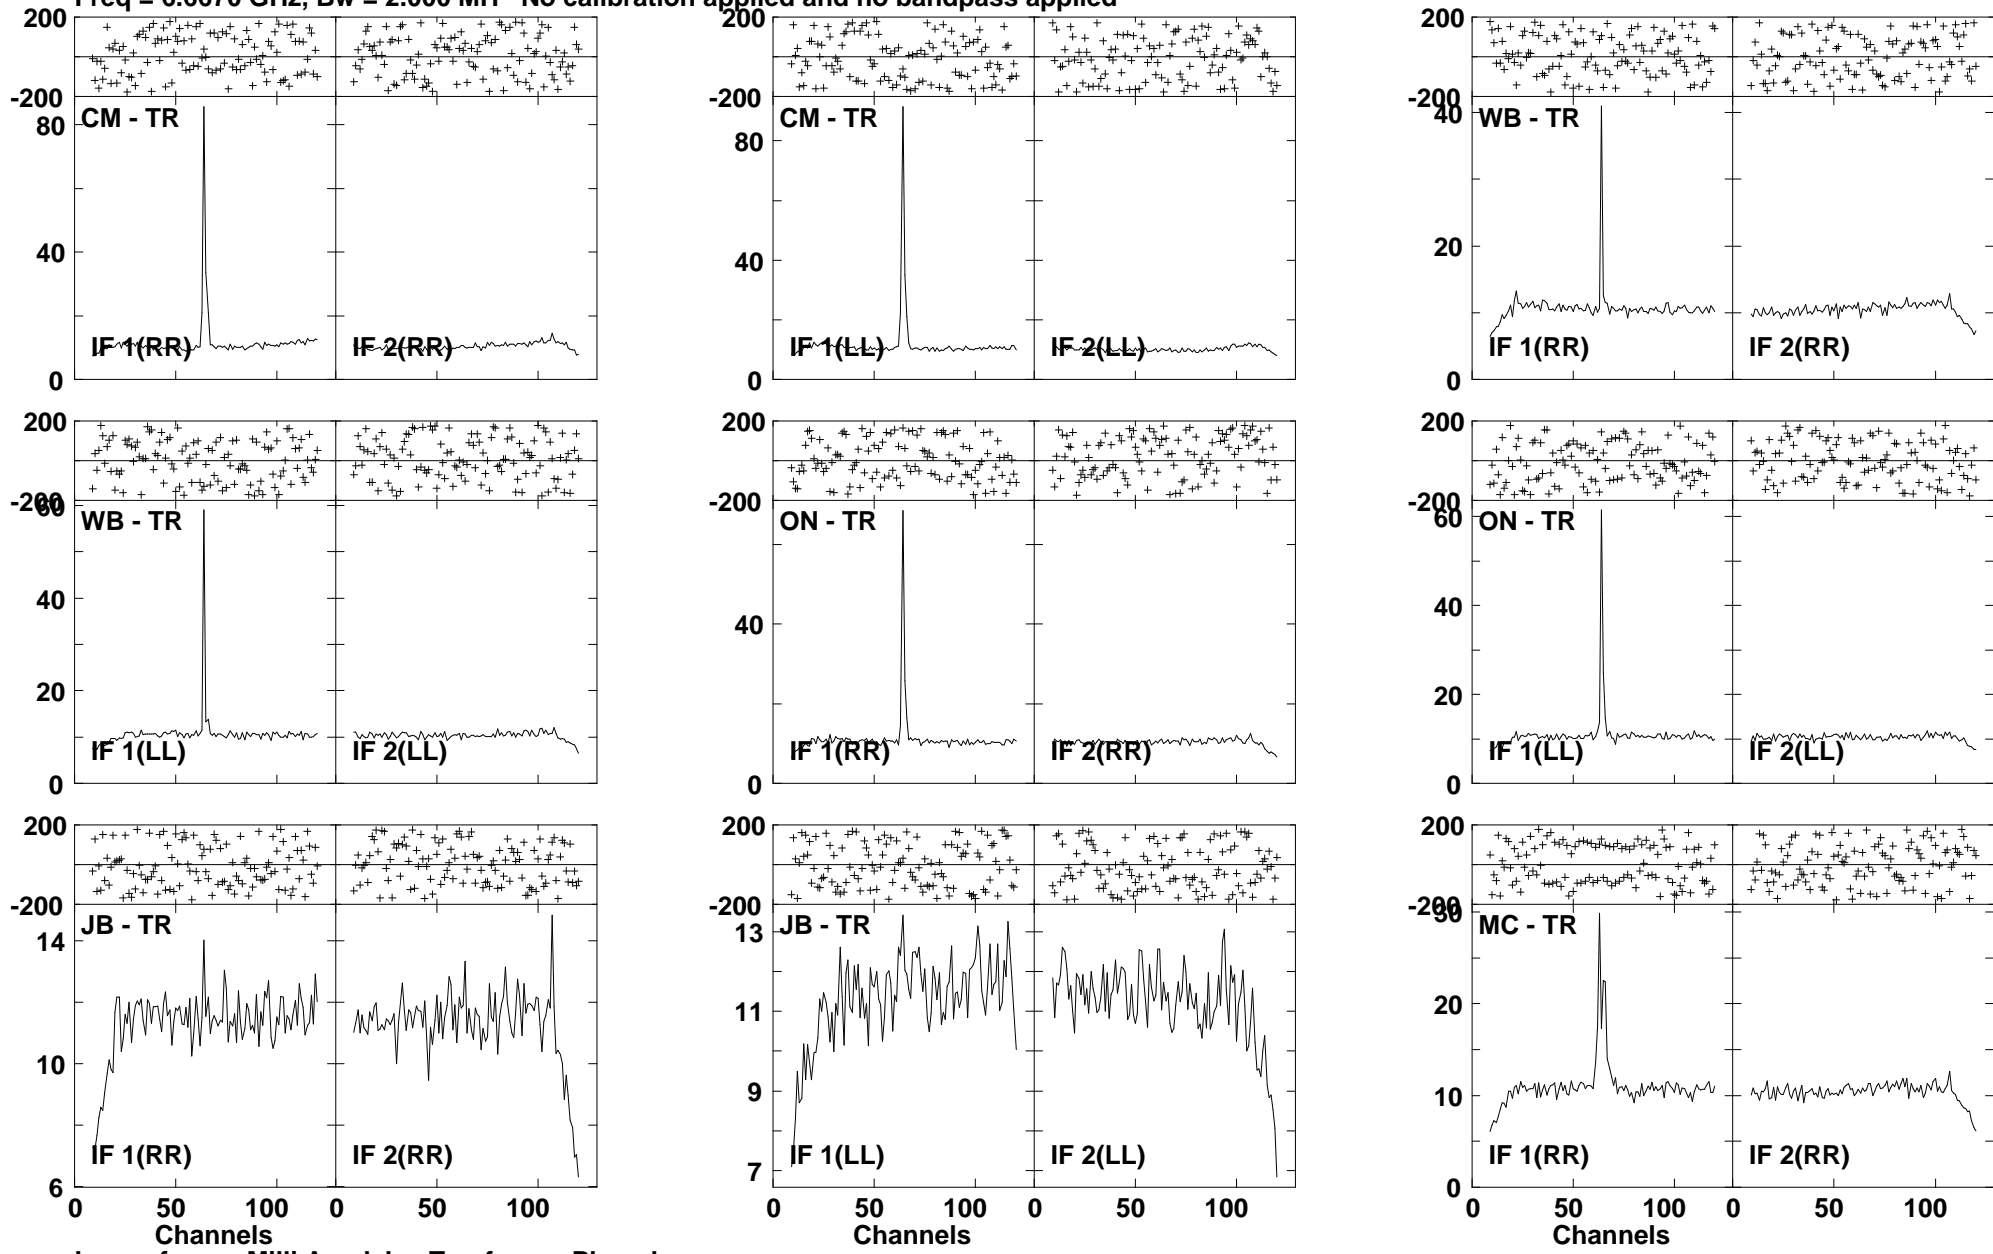 No calibration applied and no bandpass applied
200
-200
CM - TR
80
40
0
IF 1(RR)
IF 2(RR)
CM - TR
80
40
0
IF 1(LL)
IF 2(LL)
200
-200
WB - TR
40
20
0
IF 1(RR)
IF 2(RR)
200
-200
WB - TR
60
40
20
0
IF 1(LL)
IF 2(LL)
200
-200
ON - TR
40
0
IF 1(RR)
IF 2(RR)
200
-200
ON - TR
60
40
20
0
IF 1(LL)
IF 2(LL)
200
-200
JB - TR
14
10
6
IF 1(RR)
IF 2(RR)
0 50 100 0 50 100
Channels
200
-200
JB - TR
13
11
9
7
IF 1(LL)
IF 2(LL)
0 50 100 0 50 100
Channels
200
-200
MC - TR
30
20
10
0
IF 1(RR)
IF 2(RR)
0 50 100 0 50 100
Channels